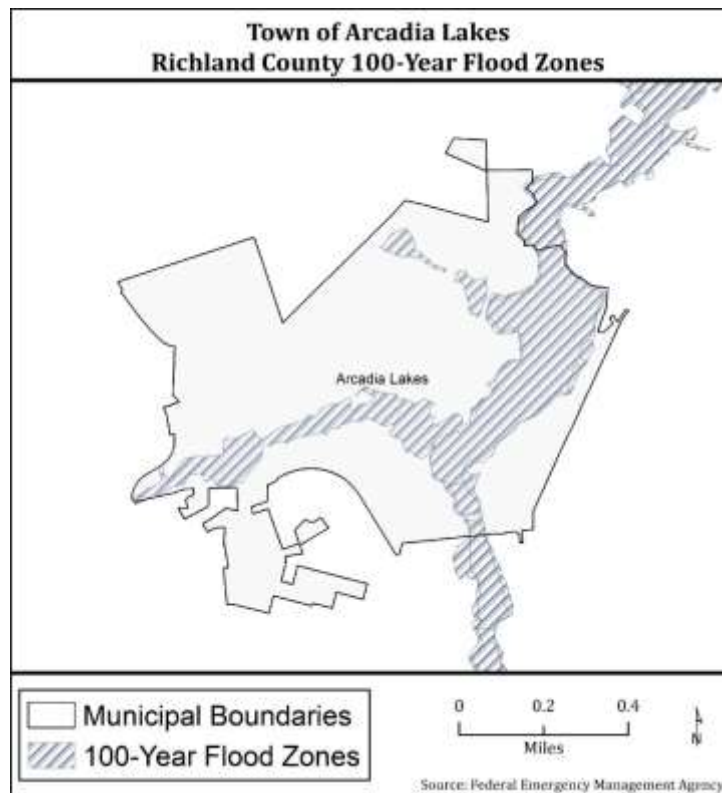 Town of Arcadia Lakes
Richland County 100-Year Flood Zones
Arcadia Lakes
Municipal Boundaries
100-Year Flood Zones
0 0.2 0.4
Miles
N
Source: Federal Emergency Management Agency